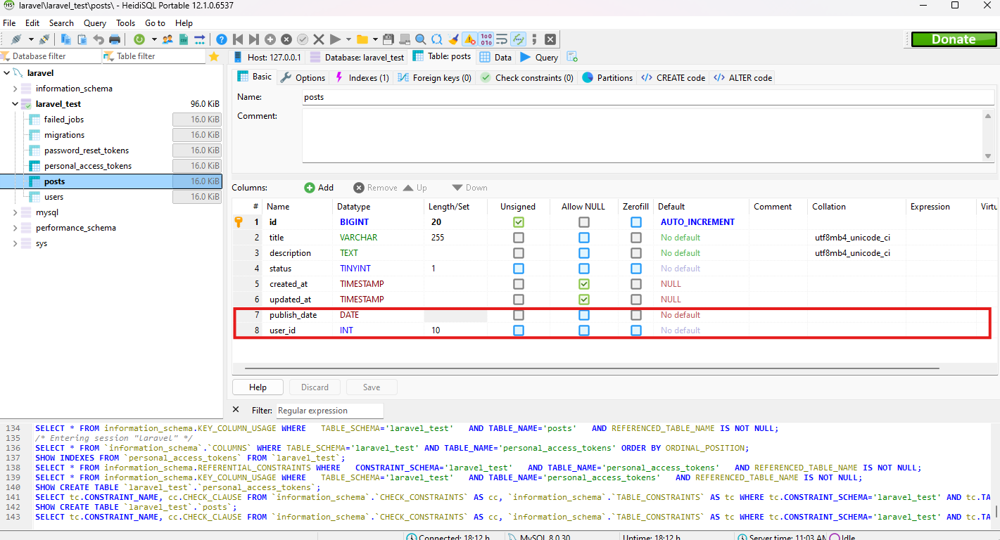 HS laravel\laravel_test\posts\ - HeidiSQL Portable 12.1.0.6537
File Edit Search Query Tools Go to Help
Donate
Database filter Table filter
Host: 127.0.0.1 Database: laravel_test Table: posts Data Query
laravel
information_schema
laravel_test 96.0 KiB
failed_jobs 16.0 KiB
migrations 16.0 KiB
password_reset_tokens 16.0 KiB
personal_access_tokens 16.0 KiB
posts 16.0 KiB
users 16.0 KiB
mysql
performance_schema
sys
Basic Options Indexes (1) Foreign keys (0) Check constraints (0) Partitions CREATE code ALTER code
Name: posts
Comment:
Columns: Add Remove Up Down
# Name Datatype Length/Set Unsigned Allow NULL Zerofill Default Comment Collation Expression Virtu
1 id BIGINT 20 AUTO_INCREMENT
2 title VARCHAR 255 No default utf8mb4_unicode_ci
3 description TEXT No default utf8mb4_unicode_ci
4 status TINYINT 1 No default
5 created_at TIMESTAMP NULL
6 updated_at TIMESTAMP NULL
7 publish_date DATE No default
8 user_id INT 10 No default
Help Discard Save
Filter: Regular expression
134 SELECT * FROM information_schema.KEY_COLUMN_USAGE WHERE TABLE_SCHEMA='laravel_test' AND TABLE_NAME='posts' AND REFERENCED_TABLE_NAME IS NOT NULL;
135 /* Entering session "laravel" */
136 SELECT * FROM `information_schema`.`COLUMNS` WHERE TABLE_SCHEMA='laravel_test' AND TABLE_NAME='personal_access_tokens' ORDER BY ORDINAL_POSITION;
137 SHOW INDEXES FROM `personal_access_tokens` FROM `laravel_test`;
138 SELECT * FROM information_schema.REFERENTIAL_CONSTRAINTS WHERE CONSTRAINT_SCHEMA='laravel_test' AND TABLE_NAME='personal_access_tokens' AND REFERENCED_TABLE_NAME IS NOT NULL;
139 SELECT * FROM information_schema.KEY_COLUMN_USAGE WHERE TABLE_SCHEMA='laravel_test' AND TABLE_NAME='personal_access_tokens' AND REFERENCED_TABLE_NAME IS NOT NULL;
140 SHOW CREATE TABLE `laravel_test`.`personal_access_tokens`;
141 SELECT tc.CONSTRAINT_NAME, cc.CHECK_CLAUSE FROM `information_schema`.`CHECK_CONSTRAINTS` AS cc, `information_schema`.`TABLE_CONSTRAINTS` AS tc WHERE tc.CONSTRAINT_SCHEMA='laravel_test' AND tc.TA
142 SHOW CREATE TABLE `laravel_test`.`posts`;
143 SELECT tc.CONSTRAINT_NAME, cc.CHECK_CLAUSE FROM `information_schema`.`CHECK_CONSTRAINTS` AS cc, `information_schema`.`TABLE_CONSTRAINTS` AS tc WHERE tc.CONSTRAINT_SCHEMA='laravel_test' AND tc.TA
Connected: 18:12 h MySQL 8.0.30 Uptime: 18:12 h Server time: 11:03 AM Idle